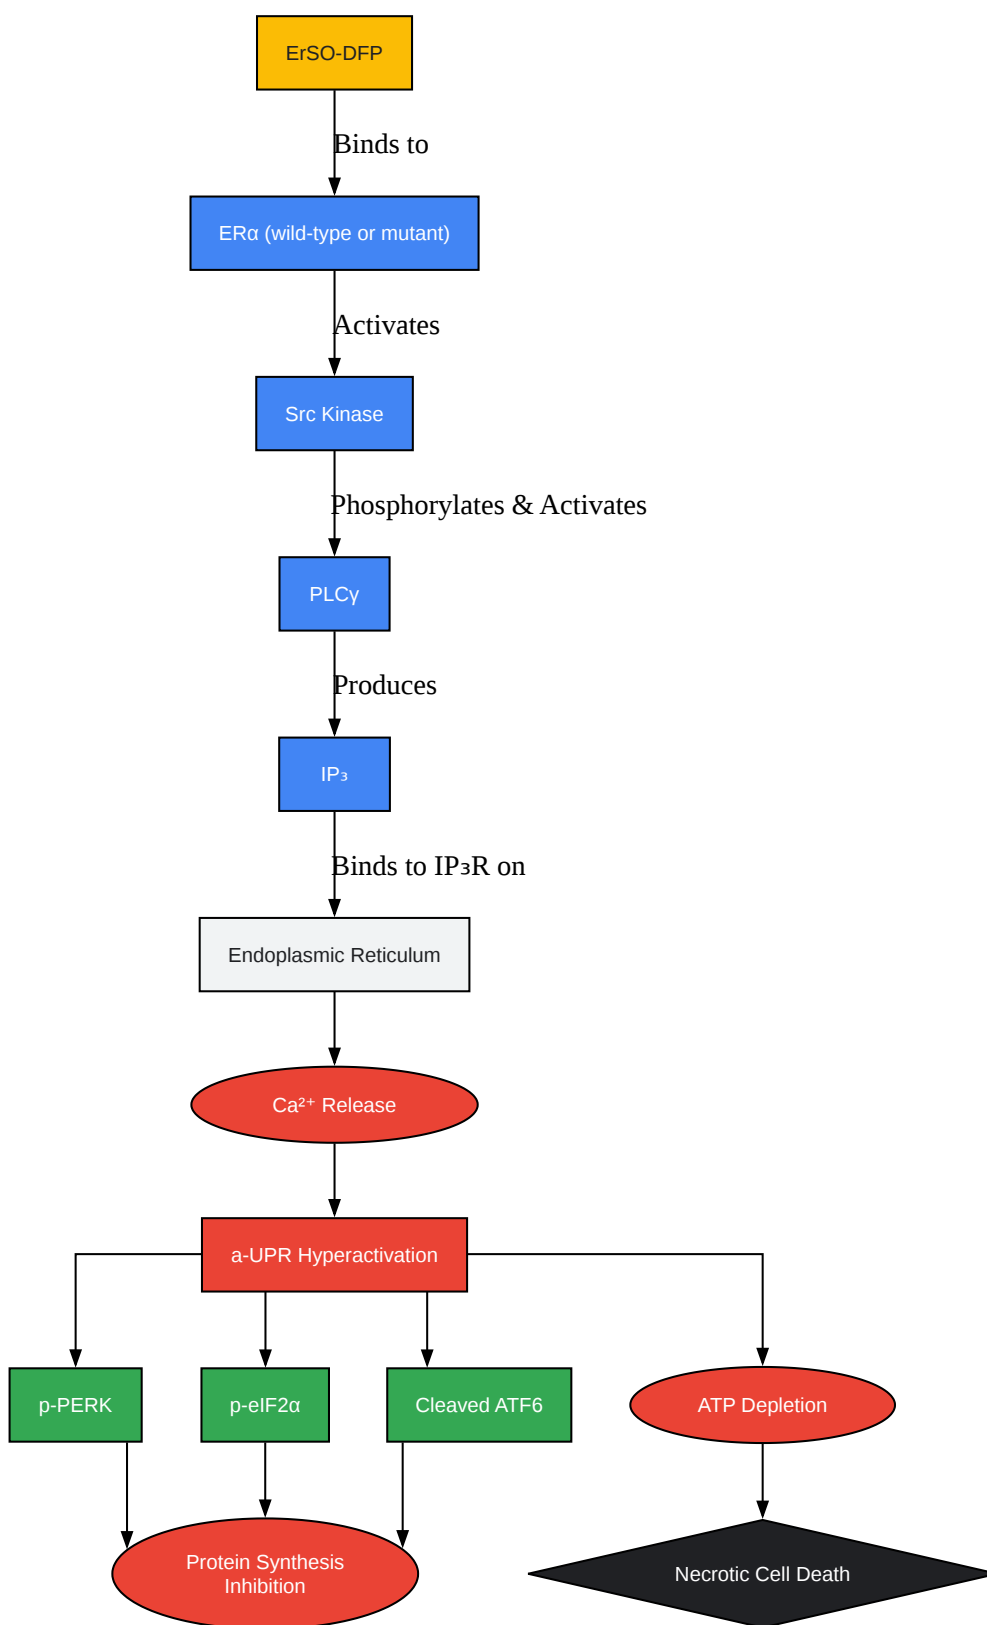 ErSO-DFP
Binds to
ERα (wild-type or mutant)
Activates
Src Kinase
Phosphorylates & Activates
PLCγ
Produces
IP₃
Binds to IP₃R on
Endoplasmic Reticulum
Ca²⁺ Release
a-UPR Hyperactivation
p-PERK
p-eIF2α
Cleaved ATF6
ATP Depletion
Protein Synthesis
Inhibition
Necrotic Cell Death